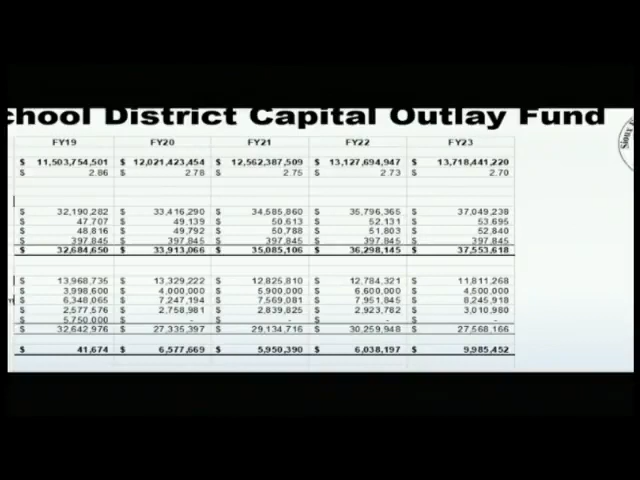 chool District Capital Outlay Fund
Sioux
FY19 FY20 FY21 FY22 FY23
$ 11,503,754,501 $ 12,021,423,454 $ 12,562,387,509 $ 13,127,694,947 $ 13,718,441,220
$ 2.86 $ 2.78 $ 2.75 $ 2.73 $ 2.70
$ 32,190,282 $ 33,416,290 $ 34,585,860 $ 35,796,365 $ 37,049,238
$ 47,707 $ 49,139 $ 50,613 $ 52,131 $ 53,695
$ 48,816 $ 49,792 $ 50,788 $ 51,803 $ 52,840
$ 397,845 $ 397,845 $ 397,845 $ 397,845 $ 397,845
$ 32,684,650 $ 33,913,066 $ 35,085,106 $ 36,298,145 $ 37,553,618
$ 13,968,735 $ 13,329,222 $ 12,825,810 $ 12,784,321 $ 11,811,268
$ 3,998,600 $ 4,000,000 $ 5,900,000 $ 6,600,000 $ 4,500,000
$ 6,348,065 $ 7,247,194 $ 7,569,081 $ 7,951,845 $ 8,245,918
$ 2,577,576 $ 2,758,981 $ 2,839,825 $ 2,923,782 $ 3,010,980
$ 5,750,000 $ - $ - $ - $ -
$ 32,642,976 $ 27,335,397 $ 29,134,716 $ 30,259,948 $ 27,568,166
$ 41,674 $ 6,577,669 $ 5,950,390 $ 6,038,197 $ 9,985,452